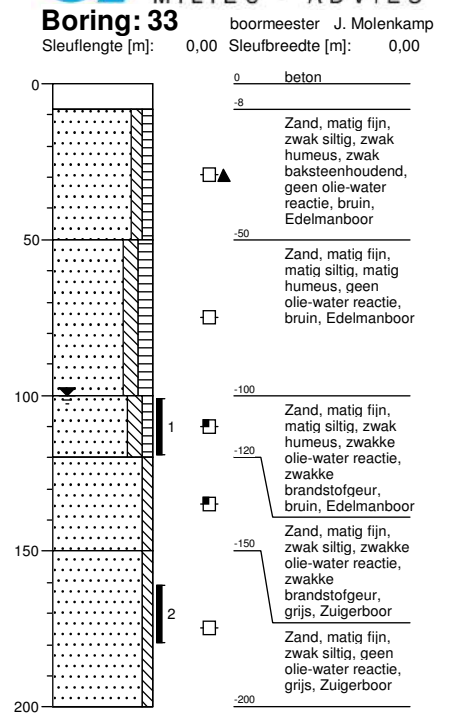 MILIEU - ADVIES
Boring: 33 boormeester J. Molenkamp
Sleuflengte [m]: 0,00 Sleufbreedte [m]: 0,00
0
50
100
150
200
1
2
0 beton
-8
Zand, matig fijn,
zwak siltig, zwak
humeus, zwak
baksteenhoudend,
geen olie-water
reactie, bruin,
Edelmanboor
-50
Zand, matig fijn,
matig siltig, matig
humeus, geen
olie-water reactie,
bruin, Edelmanboor
-100
Zand, matig fijn,
matig siltig, zwak
humeus, zwakke
olie-water reactie,
zwakke
brandstofgeur,
bruin, Edelmanboor
-120
Zand, matig fijn,
zwak siltig, zwakke
olie-water reactie,
zwakke
brandstofgeur,
grijs, Zuigerboor
-150
Zand, matig fijn,
zwak siltig, geen
olie-water reactie,
grijs, Zuigerboor
-200